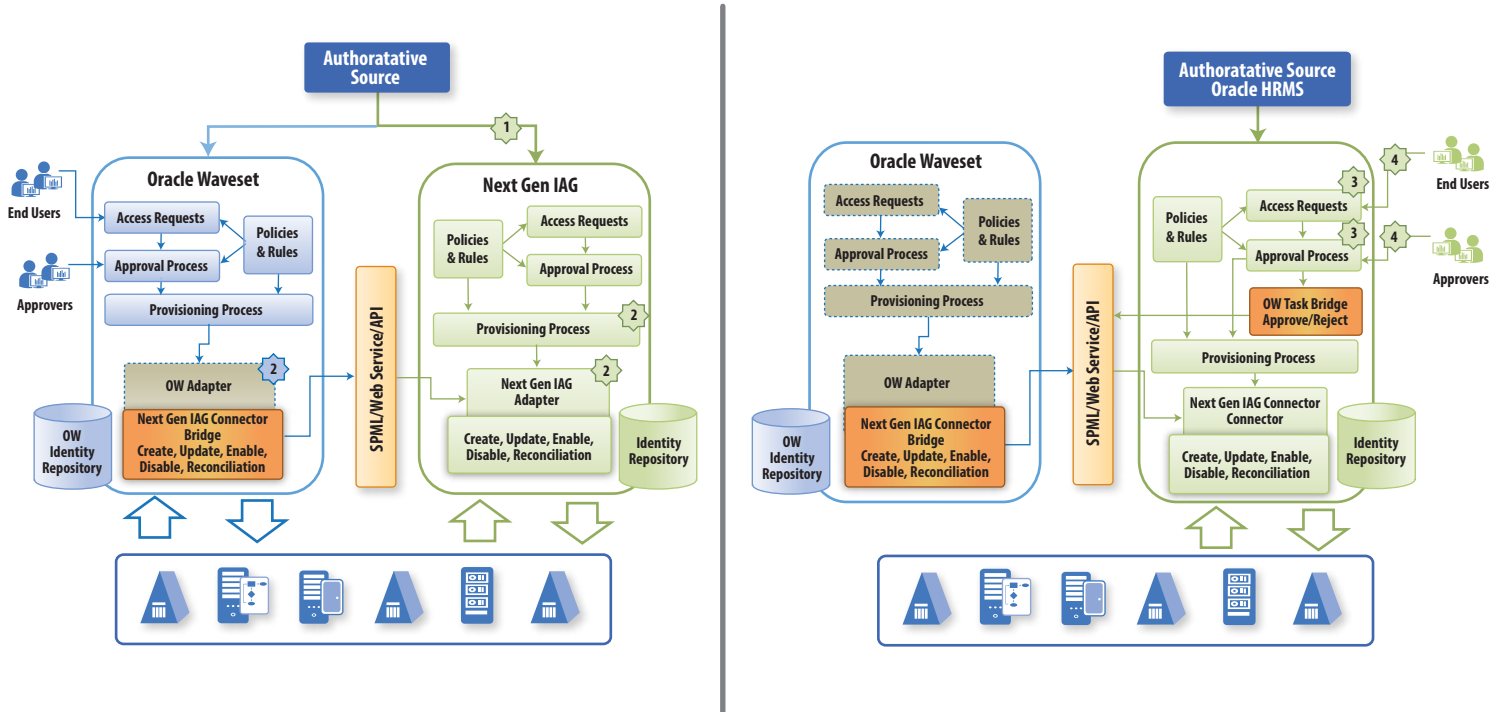 Authoratative
Source
1
Oracle Waveset
End Users
Access Requests
Policies
& Rules
Approvers
Approval Process
Provisioning Process
2
OW Adapter
Next Gen IAG Connector
Bridge
Create, Update, Enable,
Disable, Reconciliation
OW
Identity
Repository
SPML/Web Service/API
Next Gen IAG
Policies
& Rules
Access Requests
Approval Process
2
Provisioning Process
2
Next Gen IAG
Adapter
Create, Update, Enable,
Disable, Reconciliation
Identity
Repository
Authoratative Source
Oracle HRMS
Oracle Waveset
Access Requests
Policies
& Rules
Approval Process
Provisioning Process
OW Adapter
Next Gen IAG Connector
Bridge
Create, Update, Enable,
Disable, Reconciliation
OW
Identity
Repository
SPML/Web Service/API
4
End Users
3
Access Requests
Policies
& Rules
3
4
Approval Process
Approvers
OW Task Bridge
Approve/Reject
Provisioning Process
Next Gen IAG Connector
Connector
Create, Update, Enable,
Disable, Reconciliation
Identity
Repository